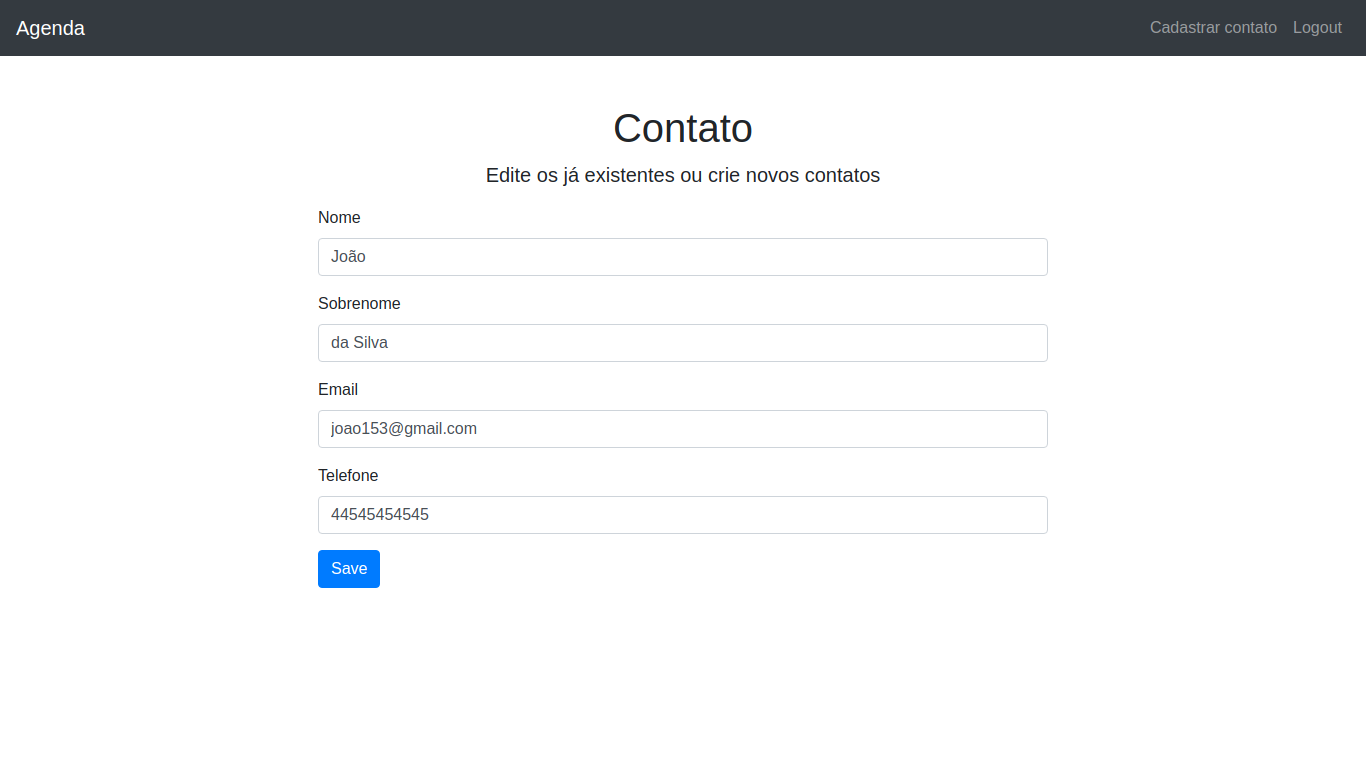 Agenda
Cadastrar contato
Logout
Contato
Edite os já existentes ou crie novos contatos
Nome
João
Sobrenome
da Silva
Email
joao153@gmail.com
Telefone
44545454545
Save